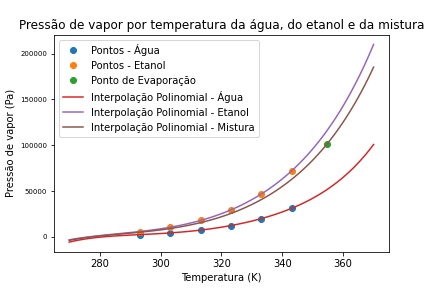 Pressão de vapor por temperatura da água, do etanol e da mistura
Pressão de vapor (Pa)
200000
150000
100000
50000
0
Pontos - Água
Pontos - Etanol
Ponto de Evaporação
Interpolação Polinomial - Água
Interpolação Polinomial - Etanol
Interpolação Polinomial - Mistura
280
300
320
340
360
Temperatura (K)